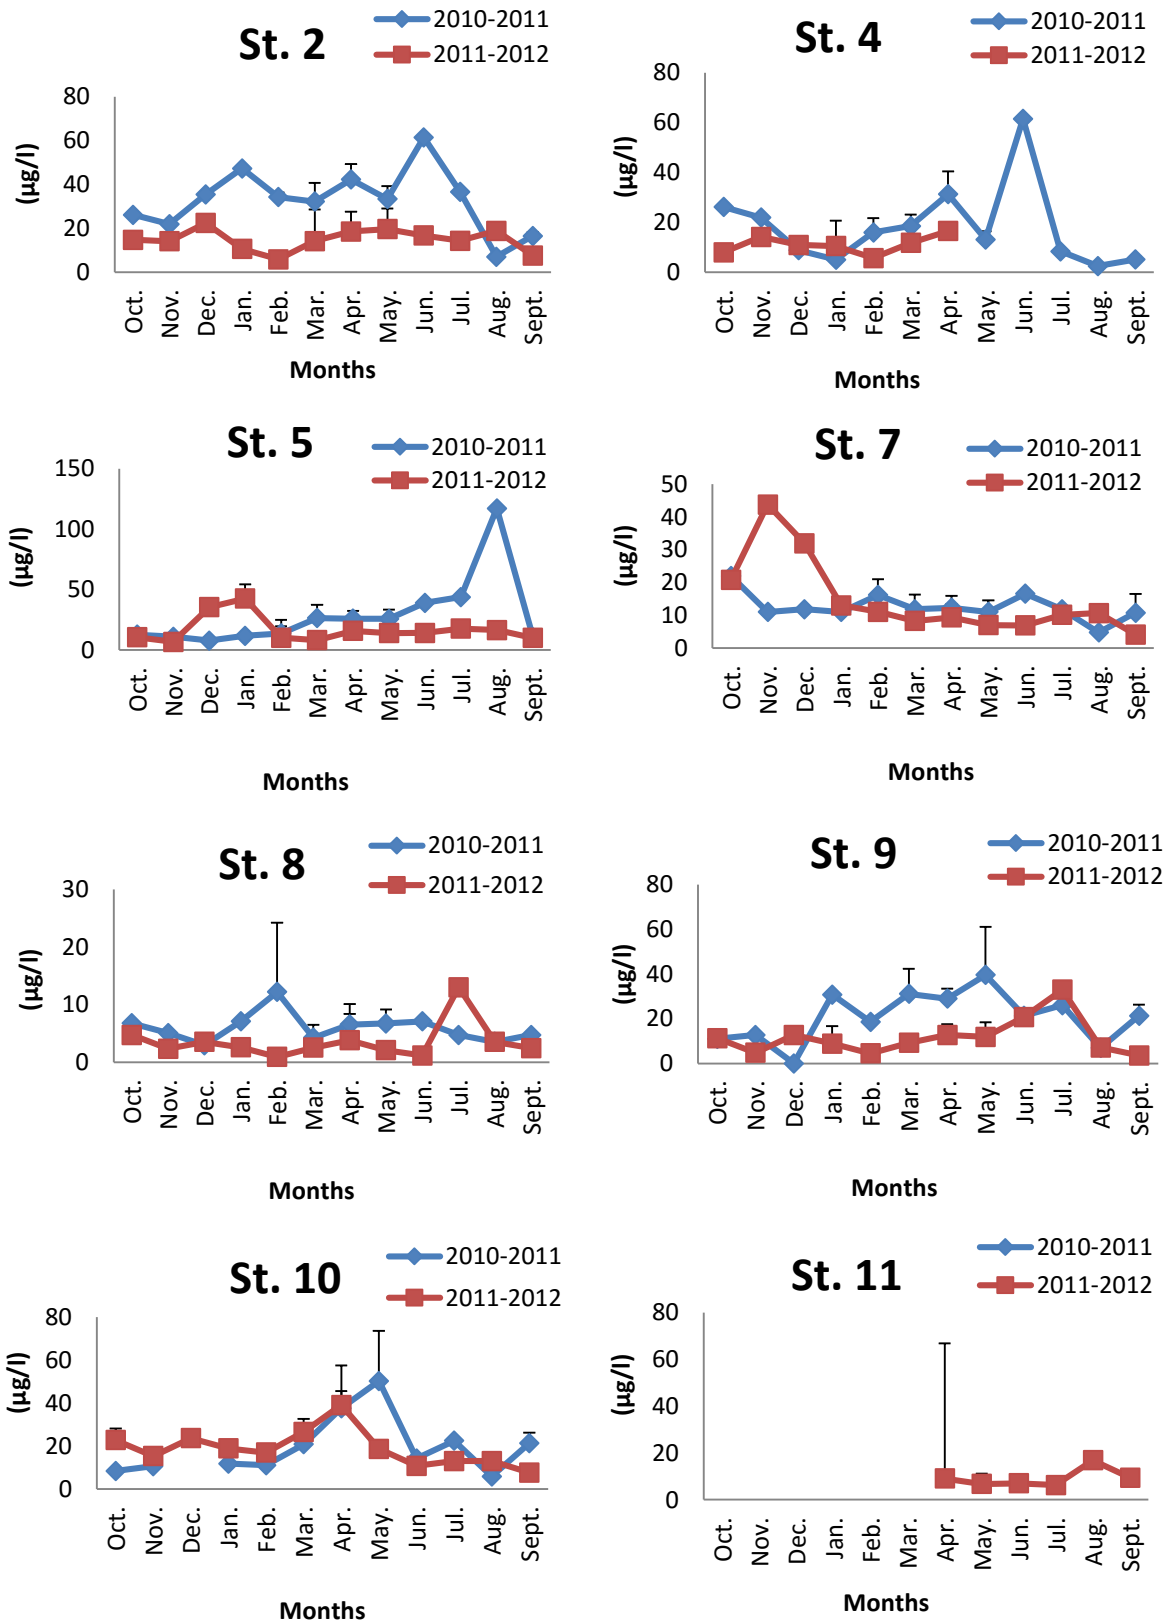 St. 2
2010-2011
2011-2012
(µg/l)
80
60
40
20
0
Oct.
Nov.
Dec.
Jan.
Feb.
Mar.
Apr.
May.
Jun.
Jul.
Aug.
Sept.
Months
St. 4
2010-2011
2011-2012
(µg/l)
80
60
40
20
0
Oct.
Nov.
Dec.
Jan.
Feb.
Mar.
Apr.
May.
Jun.
Jul.
Aug.
Sept.
Months
St. 5
2010-2011
2011-2012
(µg/l)
150
100
50
0
Oct.
Nov.
Dec.
Jan.
Feb.
Mar.
Apr.
May.
Jun.
Jul.
Aug.
Sept.
Months
St. 7
2010-2011
2011-2012
(µg/l)
50
40
30
20
10
0
Oct.
Nov.
Dec.
Jan.
Feb.
Mar.
Apr.
May.
Jun.
Jul.
Aug.
Sept.
Months
St. 8
2010-2011
2011-2012
(µg/l)
30
20
10
0
Oct.
Nov.
Dec.
Jan.
Feb.
Mar.
Apr.
May.
Jun.
Jul.
Aug.
Sept.
Months
St. 9
2010-2011
2011-2012
(µg/l)
80
60
40
20
0
Oct.
Nov.
Dec.
Jan.
Feb.
Mar.
Apr.
May.
Jun.
Jul.
Aug.
Sept.
Months
St. 10
2010-2011
2011-2012
(µg/l)
80
60
40
20
0
Oct.
Nov.
Dec.
Jan.
Feb.
Mar.
Apr.
May.
Jun.
Jul.
Aug.
Sept.
Months
St. 11
2010-2011
2011-2012
(µg/l)
80
60
40
20
0
Oct.
Nov.
Dec.
Jan.
Feb.
Mar.
Apr.
May.
Jun.
Jul.
Aug.
Sept.
Months